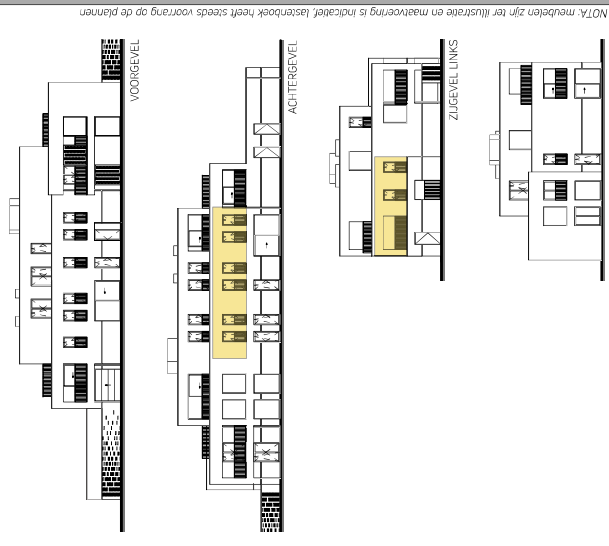 NOTA: meubelen zijn ter illustratie en maatvoering is indicatief, lastenboek heeft steeds voorrang op de plannen
VOORGEVEL
ACHTERGEVEL
ZIJGEVEL LINKS